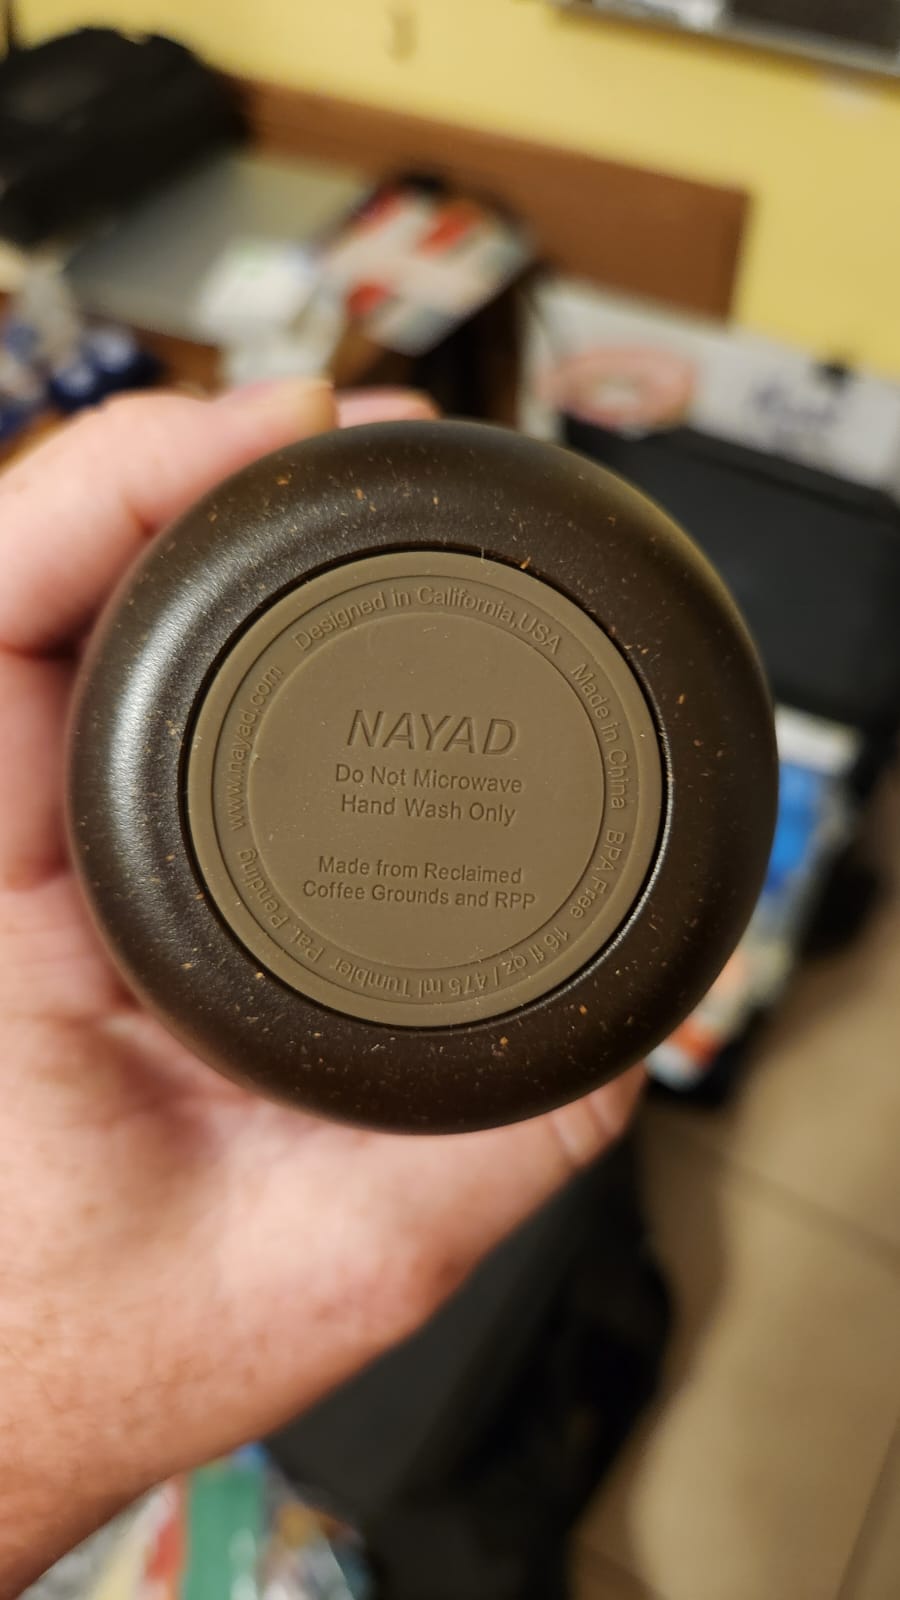 NAYAD
Do Not Microwave
Hand Wash Only
Made from Reclaimed
Coffee Grounds and RPP
Designed in California,USA
Made in China
BPA Free
16 fl oz / 475 ml Tumbler
Pat. Pending
www.nayad.com